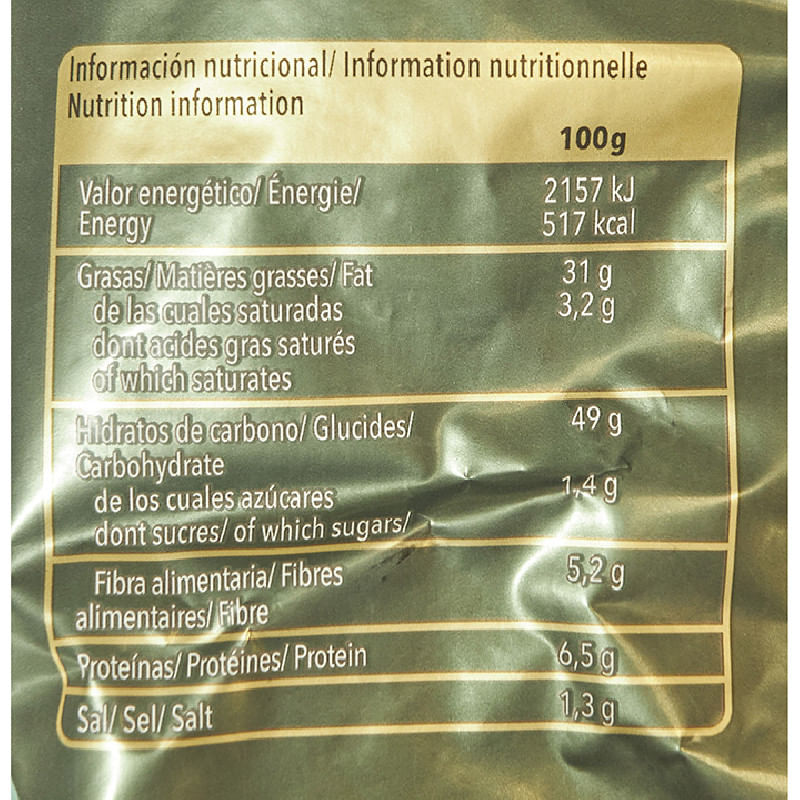 Información nutricional/ Information nutritionnelle
Nutrition information
100g
Valor energético/ Énergie/ 2157 kJ
Energy 517 kcal
Grasas/ Matières grasses/ Fat 31 g
de las cuales saturadas 3,2 g
dont acides gras saturés
of which saturates
Hidratos de carbono/ Glucides/ 49 g
Carbohydrate
de los cuales azúcares 1,4 g
dont sucres/ of which sugars/
Fibra alimentaria/ Fibres 5,2 g
alimentaires/ Fibre
Proteínas/ Protéines/ Protein 6,5 g
Sal/ Sel/ Salt 1,3 g